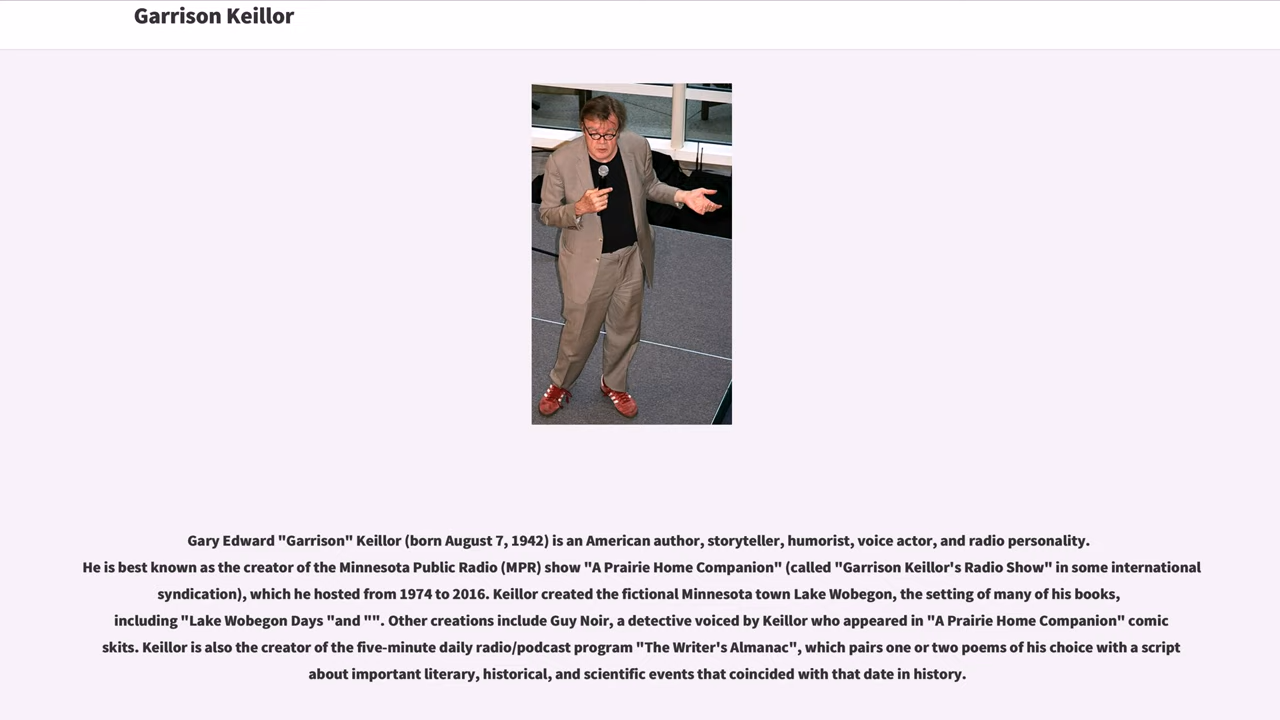 Garrison Keillor
Gary Edward "Garrison" Keillor (born August 7, 1942) is an American author, storyteller, humorist, voice actor, and radio personality.
He is best known as the creator of the Minnesota Public Radio (MPR) show "A Prairie Home Companion" (called "Garrison Keillor's Radio Show" in some international
syndication), which he hosted from 1974 to 2016. Keillor created the fictional Minnesota town Lake Wobegon, the setting of many of his books,
including "Lake Wobegon Days "and "". Other creations include Guy Noir, a detective voiced by Keillor who appeared in "A Prairie Home Companion" comic
skits. Keillor is also the creator of the five-minute daily radio/podcast program "The Writer's Almanac", which pairs one or two poems of his choice with a script
about important literary, historical, and scientific events that coincided with that date in history.